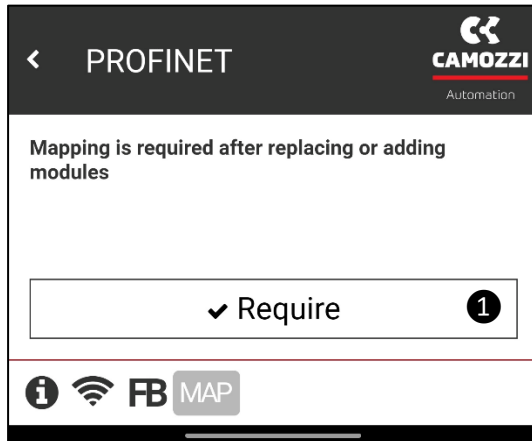 PROFINET
CAMOZZI
Automation
Mapping is required after replacing or adding
modules
Require
1
FB
MAP